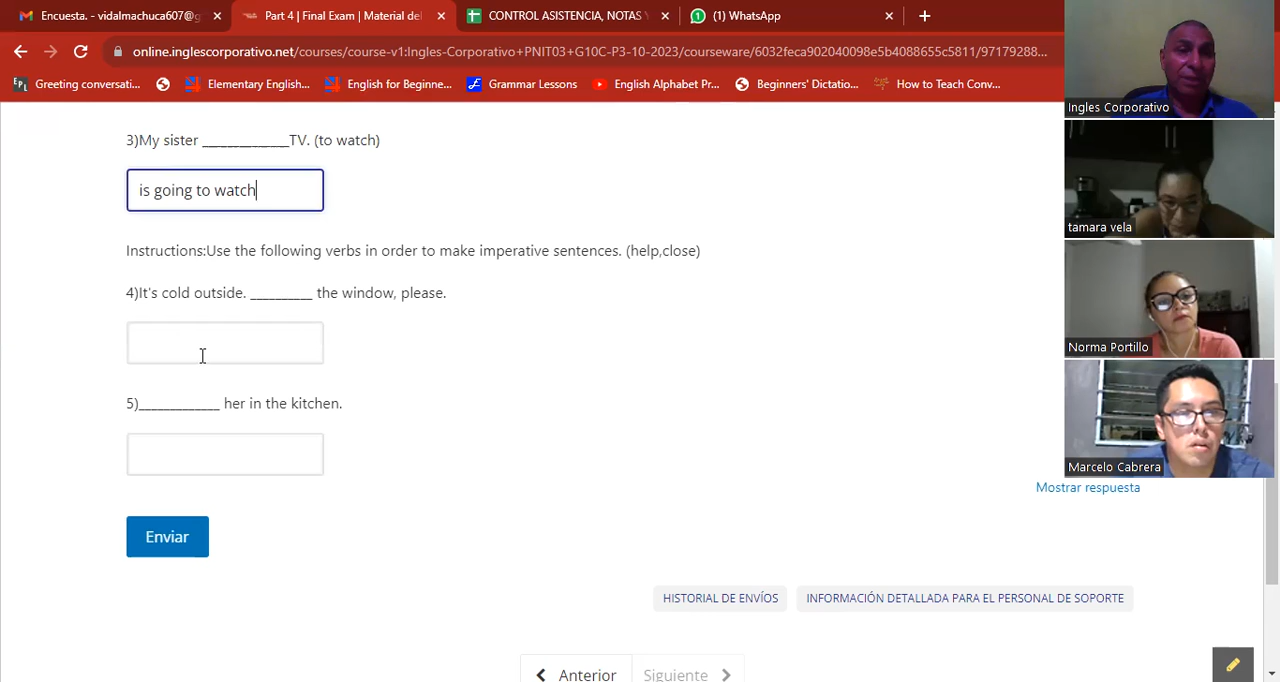 Encuesta. - vidalmachuca607@g
Part 4 | Final Exam | Material del
CONTROL ASISTENCIA, NOTAS Y
(1) WhatsApp
online.inglescorporativo.net/courses/course-v1:Ingles-Corporativo+PNIT03+G10C-P3-10-2023/courseware/6032feca902040098e5b4088655c5811/97179288...
Greeting conversati...
Elementary English...
English for Beginne...
Grammar Lessons
English Alphabet Pr...
Beginners' Dictatio...
How to Teach Conv...
Ingles Corporativo
3)My sister ______________TV. (to watch)
is going to watch
tamara vela
Instructions:Use the following verbs in order to make imperative sentences. (help,close)
4)It's cold outside. __________ the window, please.
Norma Portillo
5)_____________ her in the kitchen.
Marcelo Cabrera
Mostrar respuesta
Enviar
HISTORIAL DE ENVÍOS
INFORMACIÓN DETALLADA PARA EL PERSONAL DE SOPORTE
Anterior
Siguiente